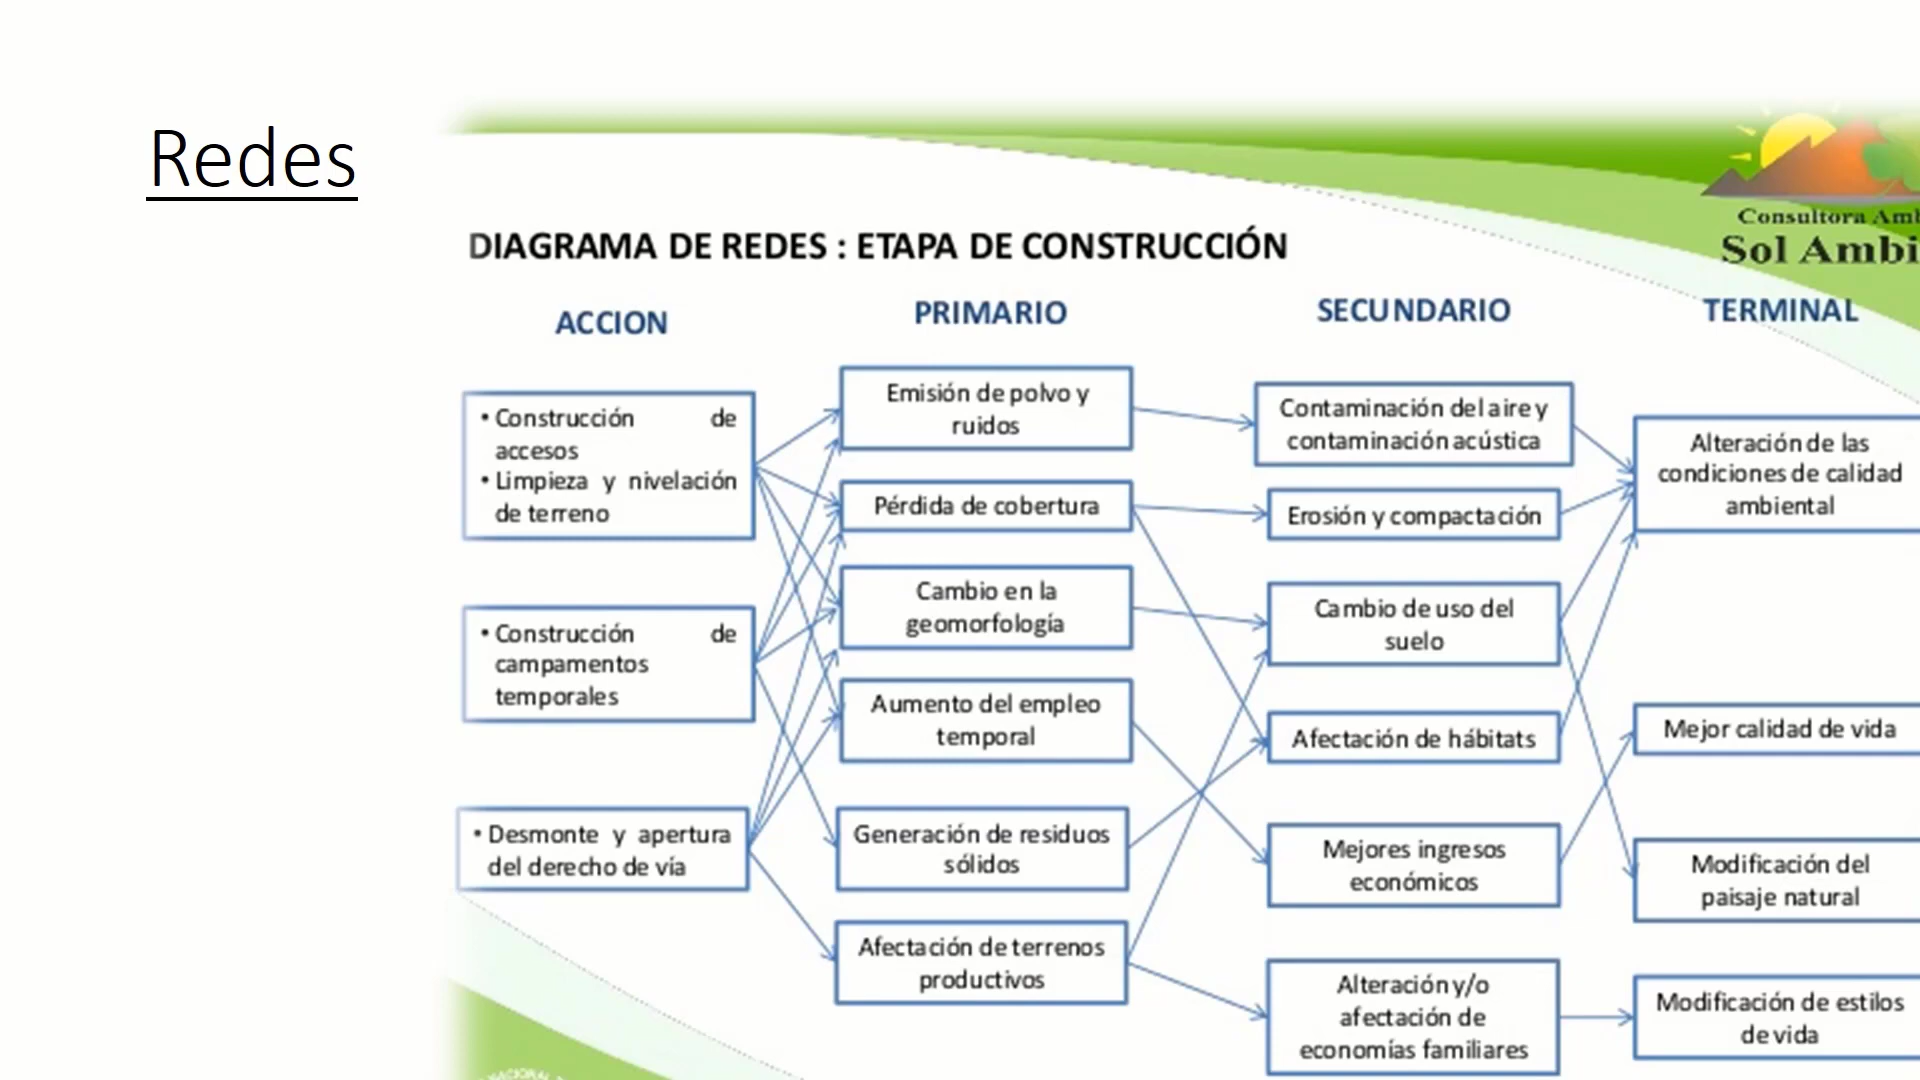 Redes
Consultora Amb
Sol Ambi
DIAGRAMA DE REDES : ETAPA DE CONSTRUCCIÓN
ACCION
PRIMARIO
SECUNDARIO
TERMINAL
• Construcción de
accesos
• Limpieza y nivelación
de terreno
• Construcción de
campamentos
temporales
• Desmonte y apertura
del derecho de vía
Emisión de polvo y
ruidos
Pérdida de cobertura
Cambio en la
geomorfología
Aumento del empleo
temporal
Generación de residuos
sólidos
Afectación de terrenos
productivos
Contaminación del aire y
contaminación acústica
Erosión y compactación
Cambio de uso del
suelo
Afectación de hábitats
Mejores ingresos
económicos
Alteración y/o
afectación de
economías familiares
Alteración de las
condiciones de calidad
ambiental
Mejor calidad de vida
Modificación del
paisaje natural
Modificación de estilos
de vida